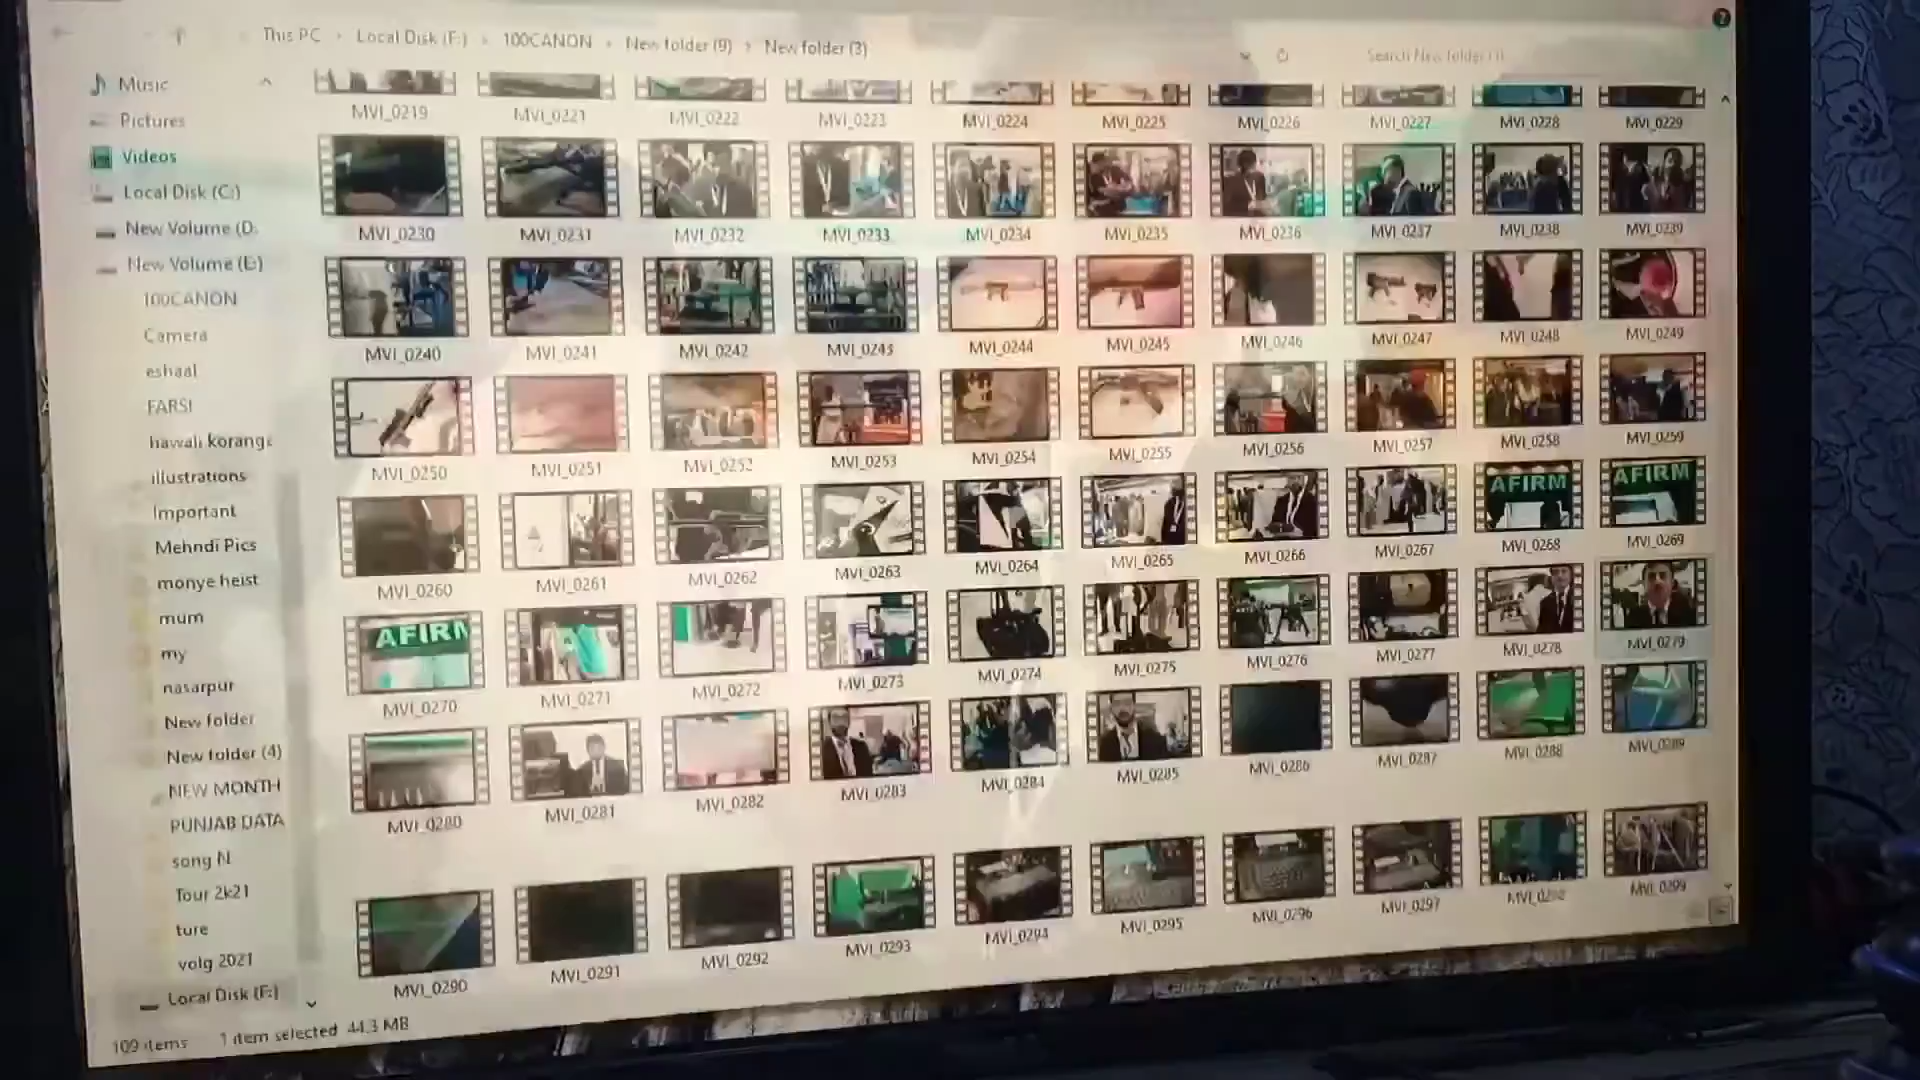 This PC > Local Disk (F:) > 100CANON > New folder (9) > New folder (3)
Search New folder (3)
Music
Pictures
Videos
Local Disk (C:)
New Volume (D:
New Volume (E:)
100CANON
Camera
eshaal
FARSI
hawali korange
illustrations
Important
Mehndi Pics
monye heist
mum
my
nasarpur
New folder
New folder (4)
NEW MONTH
PUNJAB DATA
song N
Tour 2k21
ture
volg 2021
Local Disk (F:)
MVI_0219 MVI_0221 MVI_0222 MVI_0223 MVI_0224 MVI_0225 MVI_0226 MVI_0227 MVI_0228 MVI_0229
MVI_0230 MVI_0231 MVI_0232 MVI_0233 MVI_0234 MVI_0235 MVI_0236 MVI_0237 MVI_0238 MVI_0239
MVI_0240 MVI_0241 MVI_0242 MVI_0243 MVI_0244 MVI_0245 MVI_0246 MVI_0247 MVI_0248 MVI_0249
MVI_0250 MVI_0251 MVI_0252 MVI_0253 MVI_0254 MVI_0255 MVI_0256 MVI_0257 MVI_0258 MVI_0259
AFIRM AFIRM
MVI_0260 MVI_0261 MVI_0262 MVI_0263 MVI_0264 MVI_0265 MVI_0266 MVI_0267 MVI_0268 MVI_0269
AFIRM
MVI_0270 MVI_0271 MVI_0272 MVI_0273 MVI_0274 MVI_0275 MVI_0276 MVI_0277 MVI_0278 MVI_0279
MVI_0280 MVI_0281 MVI_0282 MVI_0283 MVI_0284 MVI_0285 MVI_0286 MVI_0287 MVI_0288 MVI_0289
MVI_0290 MVI_0291 MVI_0292 MVI_0293 MVI_0294 MVI_0295 MVI_0296 MVI_0297 MVI_0298 MVI_0299
109 items 1 item selected 44.3 MB